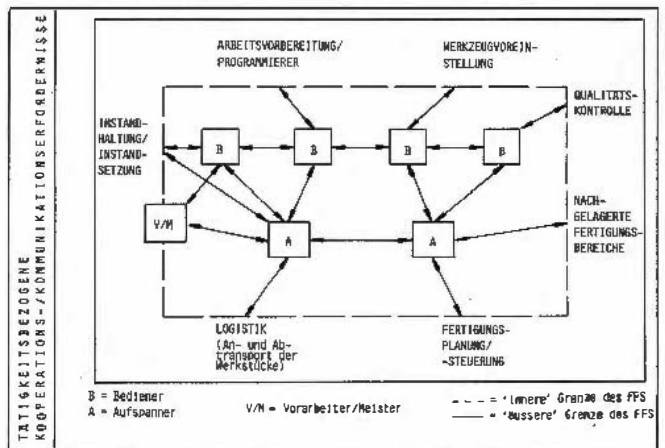 TÄTIGKEITSBEZOGENE
KOOPERATIONS-/KOMMUNIKATIONSERFORDERNISSE
ARBEITSVORBEREITUNG/
PROGRAMMIERER
WERKZEUGVOREIN-
STELLUNG
QUALITÄTS-
KONTROLLE
INSTAND-
HALTUNG/
INSTAND-
SETZUNG
B
B
B
B
V/M
A
A
NACH-
GELAGERTE
FERTIGUNGS-
BEREICHE
LOGISTIK
(An- und Ab-
transport der
Werkstücke)
FERTIGUNGS-
PLANUNG/
-STEUERUNG
B = Bediener
A = Aufspanner
V/M = Vorarbeiter/Meister
= 'innere' Grenze des FFS
= 'äussere' Grenze des FFS